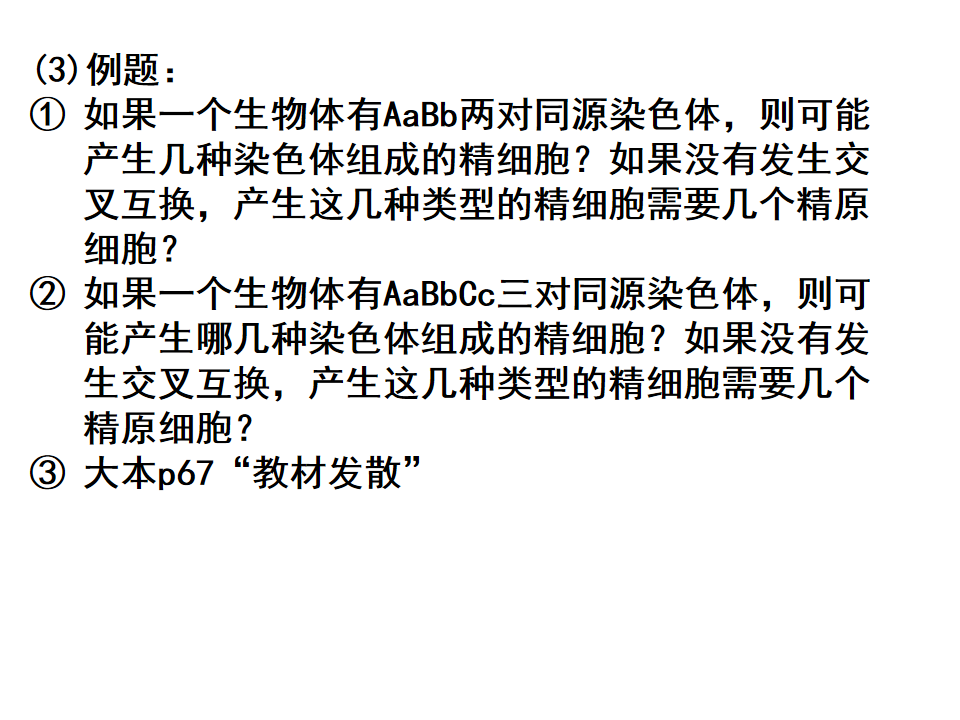 (3)例题：
① 如果一个生物体有AaBb两对同源染色体，则可能
产生几种染色体组成的精细胞？如果没有发生交
叉互换，产生这几种类型的精细胞需要几个精原
细胞？
② 如果一个生物体有AaBbCc三对同源染色体，则可
能产生哪几种染色体组成的精细胞？如果没有发
生交叉互换，产生这几种类型的精细胞需要几个
精原细胞？
③ 大本p67“教材发散”